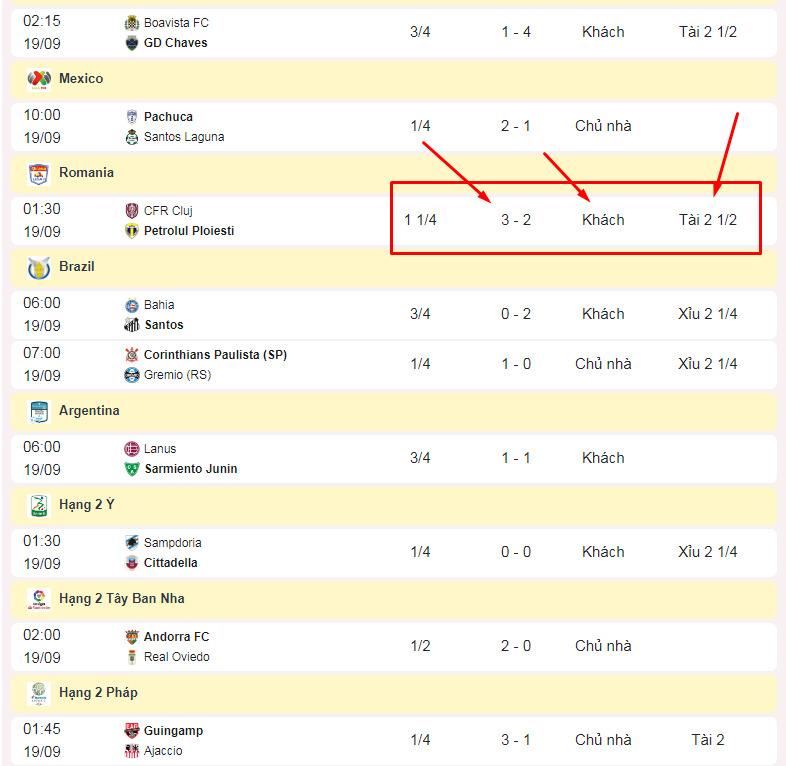 02:15 Boavista FC 3/4 1 - 4 Khách Tài 2 1/2
19/09 GD Chaves
Mexico
10:00 Pachuca 1/4 2 - 1 Chủ nhà
19/09 Santos Laguna
Romania
01:30 CFR Cluj 1 1/4 3 - 2 Khách Tài 2 1/2
19/09 Petrolul Ploiesti
Brazil
06:00 Bahia 3/4 0 - 2 Khách Xỉu 2 1/4
19/09 Santos
07:00 Corinthians Paulista (SP) 1/4 1 - 0 Chủ nhà Xỉu 2 1/4
19/09 Gremio (RS)
Argentina
06:00 Lanus 3/4 1 - 1 Khách
19/09 Sarmiento Junin
Hạng 2 Ý
01:30 Sampdoria 1/4 0 - 0 Khách Xỉu 2 1/4
19/09 Cittadella
Hạng 2 Tây Ban Nha
02:00 Andorra FC 1/2 2 - 0 Chủ nhà
19/09 Real Oviedo
Hạng 2 Pháp
01:45 Guingamp 1/4 3 - 1 Chủ nhà Tài 2
19/09 Ajaccio